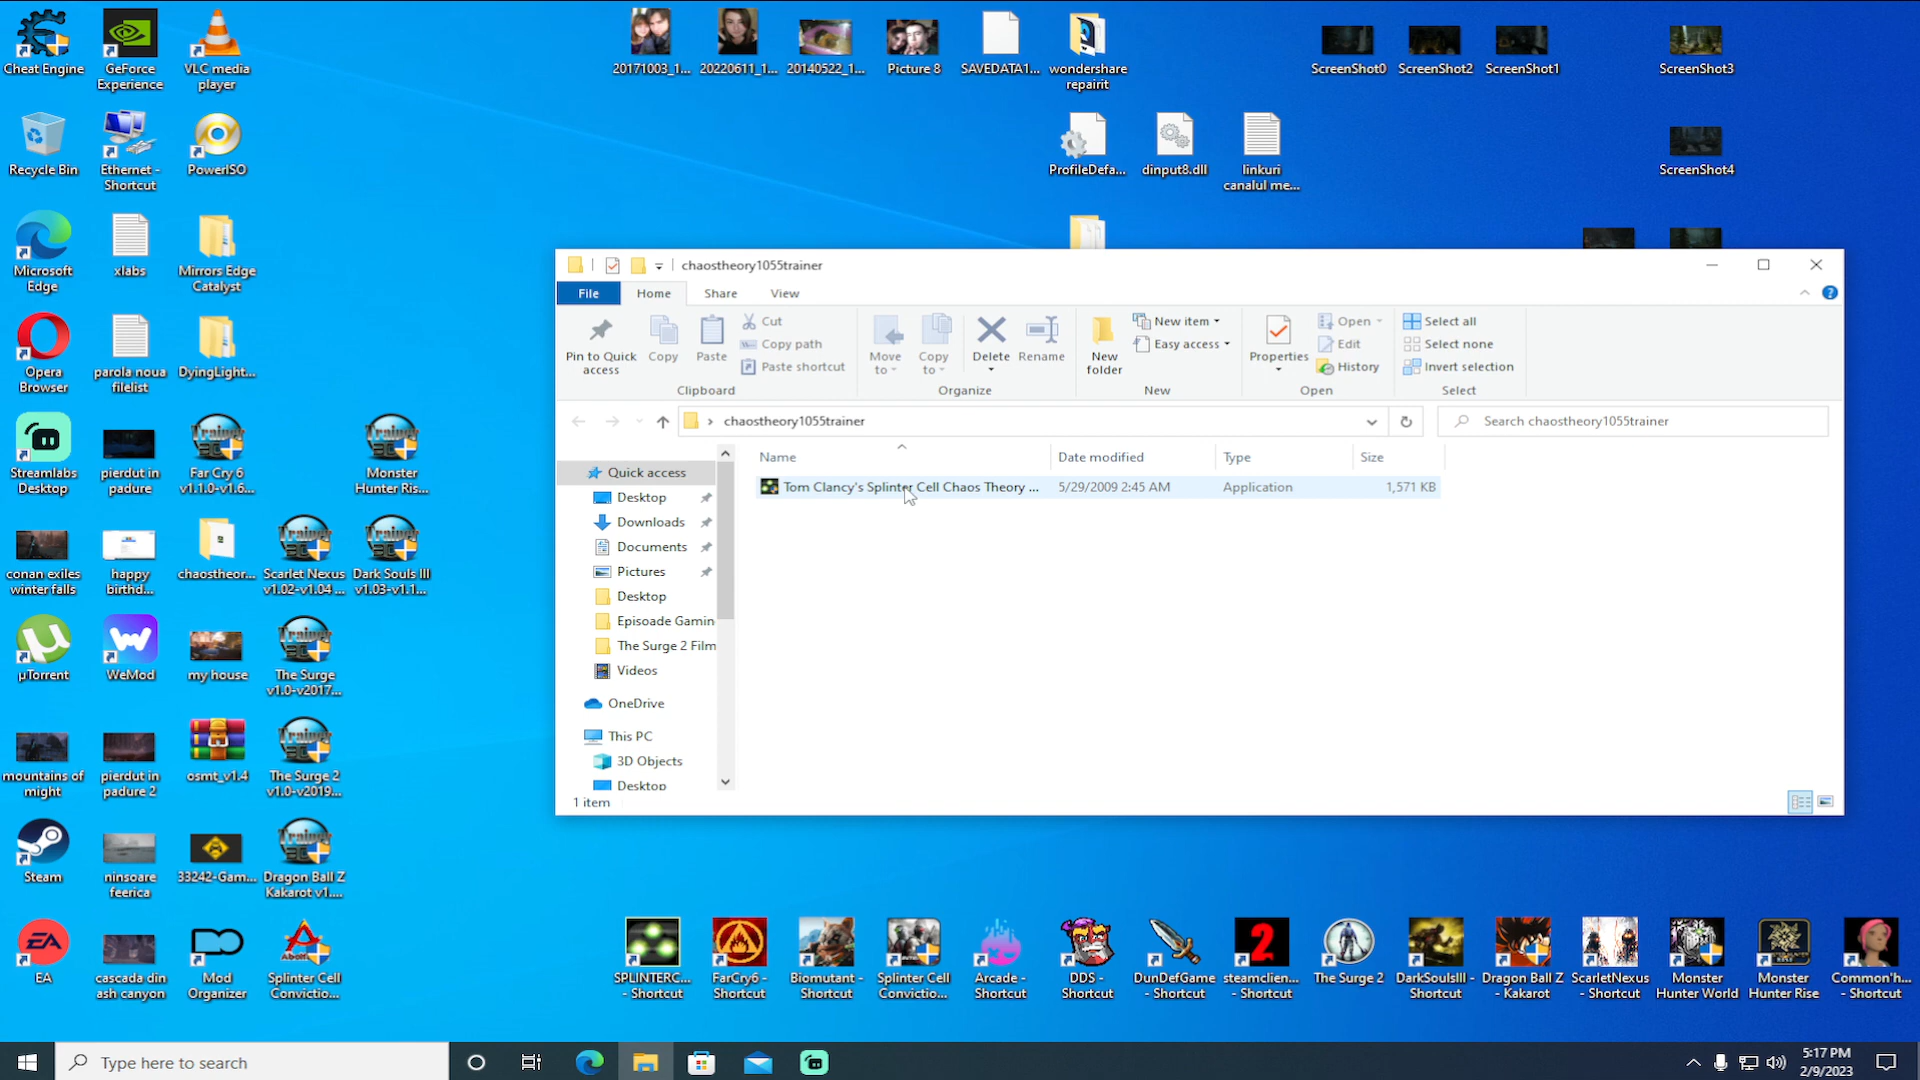 Cheat Engine
GeForce
Experience
VLC media
player
20171003_1...
20220611_1...
20140522_1...
Picture 8
SAVEDATA1...
wondershare
repairit
ScreenShot0
ScreenShot2
ScreenShot1
ScreenShot3
Recycle Bin
Ethernet -
Shortcut
PowerISO
ProfileDefa...
dinput8.dll
linkuri
canalul me...
ScreenShot4
Microsoft
Edge
xlabs
Mirrors Edge
Catalyst
Opera
Browser
parola noua
filelist
DyingLight...
Streamlabs
Desktop
pierdut in
padure
Far Cry 6
v1.1.0-v1.6...
Monster
Hunter Ris...
conan exiles
winter falls
happy
birthd...
chaostheor...
Scarlet Nexus
v1.02-v1.04 ...
Dark Souls III
v1.03-v1.1...
µTorrent
WeMod
my house
The Surge
v1.0-v2017...
mountains of
might
pierdut in
padure 2
osmt_v1.4
The Surge 2
v1.0-v2019...
Steam
ninsoare
feerica
33242-Gam...
Dragon Ball Z
Kakarot v1....
EA
cascada din
ash canyon
Mod
Organizer
Splinter Cell
Convictio...
chaostheory1055trainer
File
Home
Share
View
Pin to Quick
access
Copy
Paste
Cut
Copy path
Paste shortcut
Clipboard
Move
to
Copy
to
Delete
Rename
Organize
New
folder
New item
Easy access
New
Properties
Open
Edit
History
Open
Select all
Select none
Invert selection
Select
chaostheory1055trainer
Search chaostheory1055trainer
Name
Date modified
Type
Size
Tom Clancy's Splinter Cell Chaos Theory ...
5/29/2009 2:45 AM
Application
1,571 KB
Quick access
Desktop
Downloads
Documents
Pictures
Desktop
Episoade Gamin
The Surge 2 Film
Videos
OneDrive
This PC
3D Objects
Desktop
1 item
SPLINTERC...
- Shortcut
FarCry6 -
Shortcut
Biomutant -
Shortcut
Splinter Cell
Convictio...
Arcade -
Shortcut
DDS -
Shortcut
DunDefGame
- Shortcut
steamclien...
- Shortcut
The Surge 2
DarkSoulsIII -
Shortcut
Dragon Ball Z
- Kakarot
ScarletNexus
- Shortcut
Monster
Hunter World
Monster
Hunter Rise
Common'h...
- Shortcut
Type here to search
5:17 PM
2/9/2023